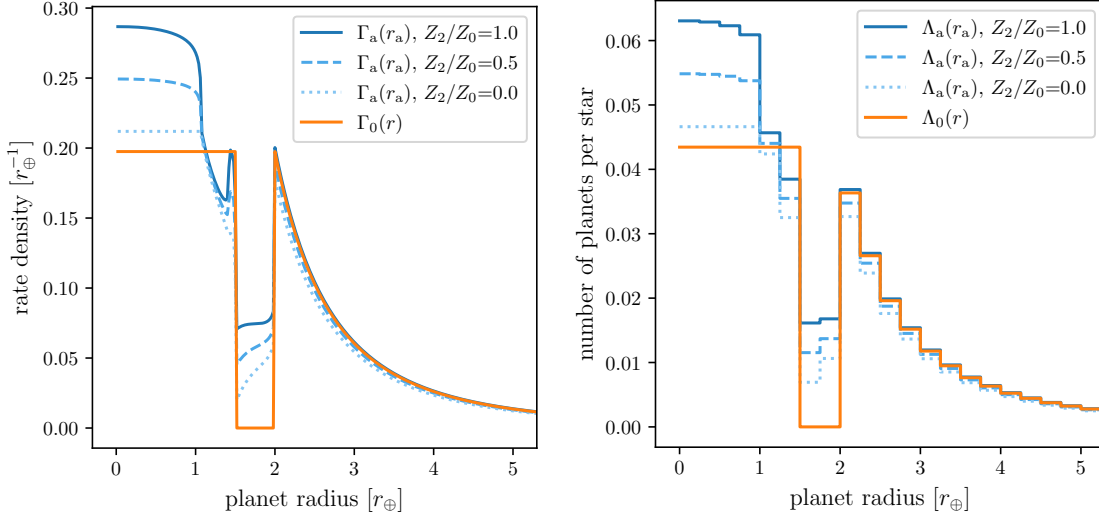 Γₐ(rₐ), Z₂/Z₀=1.0
Γₐ(rₐ), Z₂/Z₀=0.5
Γₐ(rₐ), Z₂/Z₀=0.0
Γ₀(r)
rate density [r⊕⁻¹]
0.30
0.25
0.20
0.15
0.10
0.05
0.00
0 1 2 3 4 5
planet radius [r⊕]
Λₐ(rₐ), Z₂/Z₀=1.0
Λₐ(rₐ), Z₂/Z₀=0.5
Λₐ(rₐ), Z₂/Z₀=0.0
Λ₀(r)
number of planets per star
0.06
0.05
0.04
0.03
0.02
0.01
0.00
0 1 2 3 4 5
planet radius [r⊕]